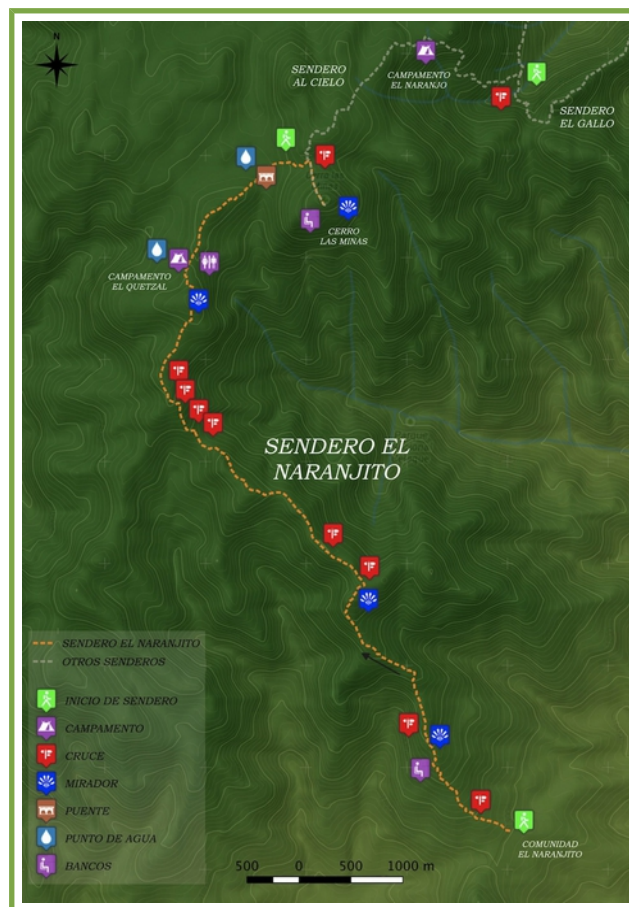 N
SENDERO
AL CIELO
CAMPAMENTO
EL NARANJO
SENDERO
EL GALLO
CERRO
LAS MINAS
CAMPAMENTO
EL QUETZAL
SENDERO EL
NARANJITO
SENDERO EL NARANJITO
OTROS SENDEROS
INICIO DE SENDERO
CAMPAMENTO
CRUCE
MIRADOR
PUENTE
PUNTO DE AGUA
BANCOS
COMUNIDAD
EL NARANJITO
500 0 500 1000 m